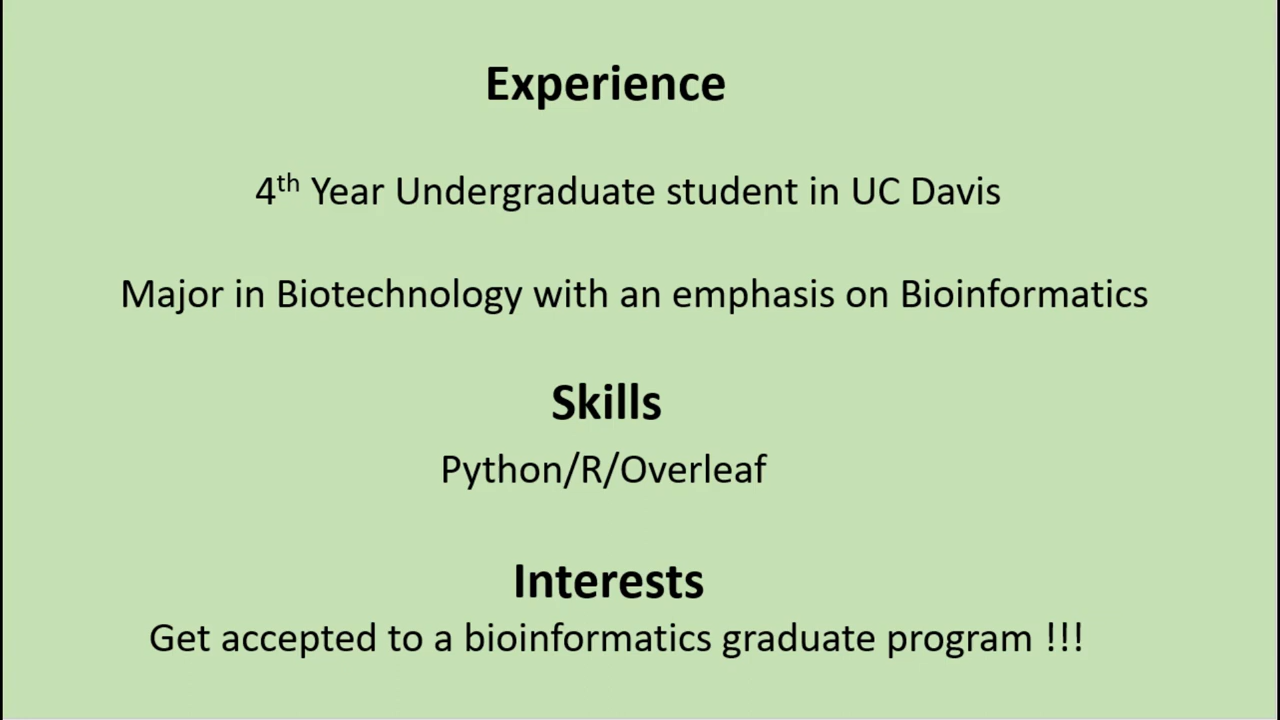 Experience
4th Year Undergraduate student in UC Davis
Major in Biotechnology with an emphasis on Bioinformatics
Skills
Python/R/Overleaf
Interests
Get accepted to a bioinformatics graduate program !!!